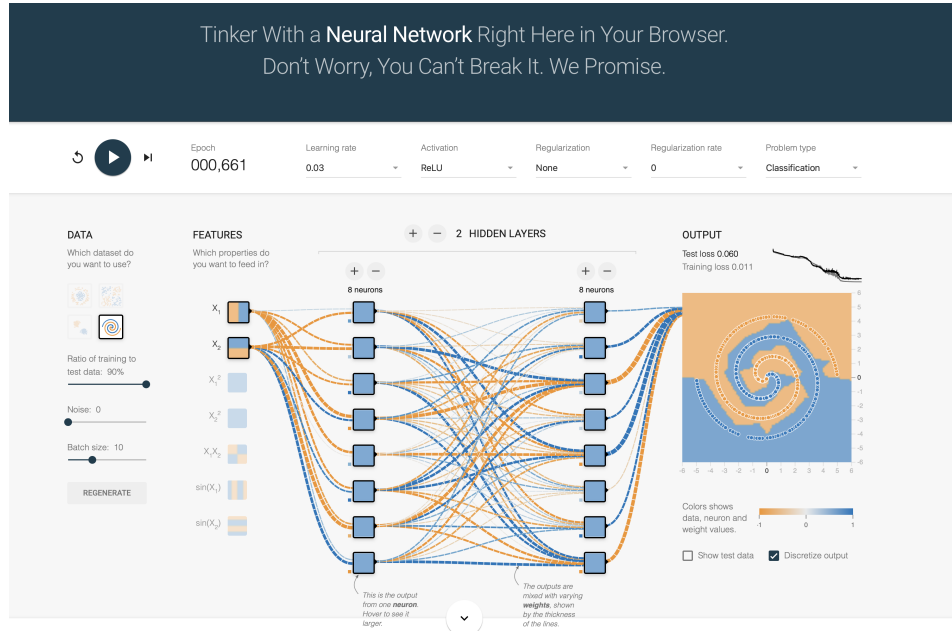 Tinker With a Neural Network Right Here in Your Browser.
Don't Worry, You Can't Break It. We Promise.
Epoch
000,661
Learning rate
0.03
Activation
ReLU
Regularization
None
Regularization rate
0
Problem type
Classification
DATA
Which dataset do
you want to use?
Ratio of training to
test data: 90%
Noise: 0
Batch size: 10
REGENERATE
FEATURES
Which properties do
you want to feed in?
X₁
X₂
X₁²
X₂²
X₁X₂
sin(X₁)
sin(X₂)
+ − 2 HIDDEN LAYERS
+ −
8 neurons
+ −
8 neurons
This is the output
from one neuron.
Hover to see it
larger.
The outputs are
mixed with varying
weights, shown
by the thickness
of the lines.
OUTPUT
Test loss 0.060
Training loss 0.011
6
5
4
3
2
1
0
-1
-2
-3
-4
-5
-6
-6 -5 -4 -3 -2 -1 0 1 2 3 4 5 6
Colors shows
data, neuron and
weight values.
-1 0 1
Show test data
Discretize output